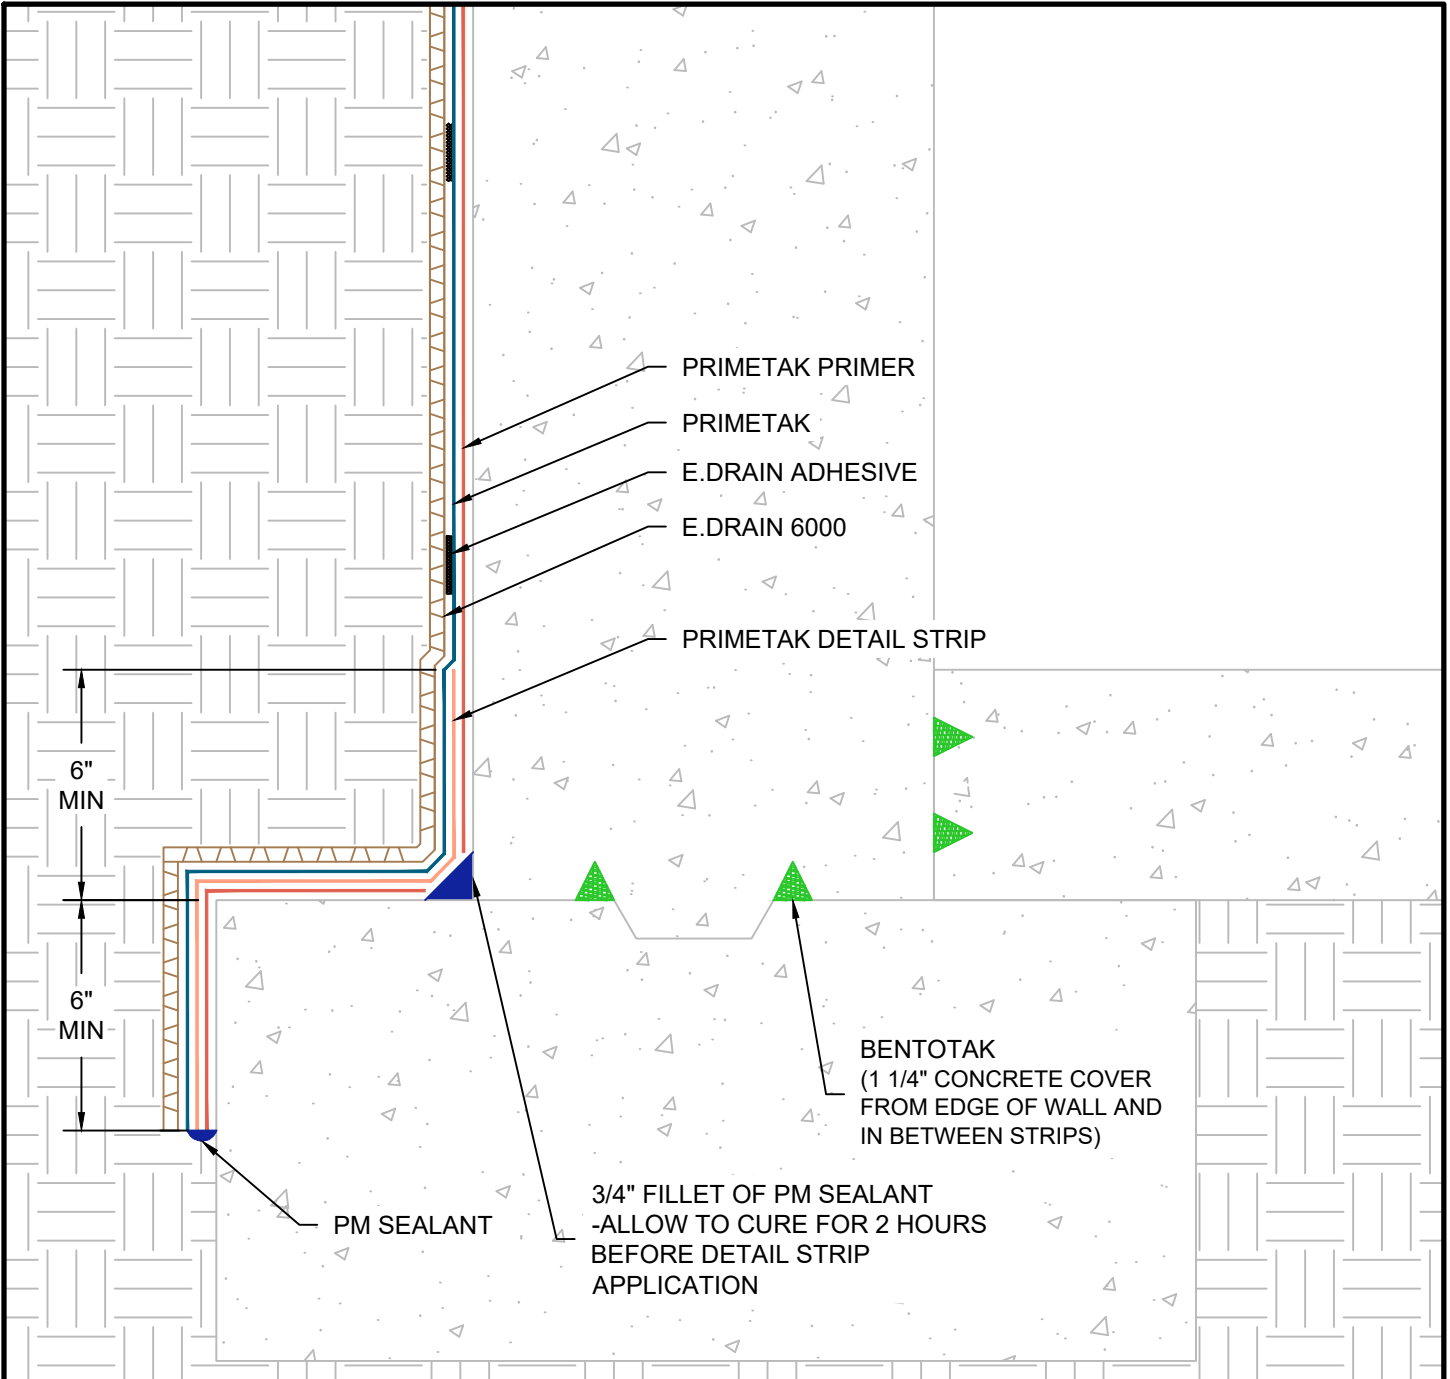 PRIMETAK PRIMER
PRIMETAK
E.DRAIN ADHESIVE
E.DRAIN 6000
PRIMETAK DETAIL STRIP
6"
MIN
6"
MIN
BENTOTAK
(1 1/4" CONCRETE COVER
FROM EDGE OF WALL AND
IN BETWEEN STRIPS)
3/4" FILLET OF PM SEALANT
-ALLOW TO CURE FOR 2 HOURS
BEFORE DETAIL STRIP
APPLICATION
PM SEALANT